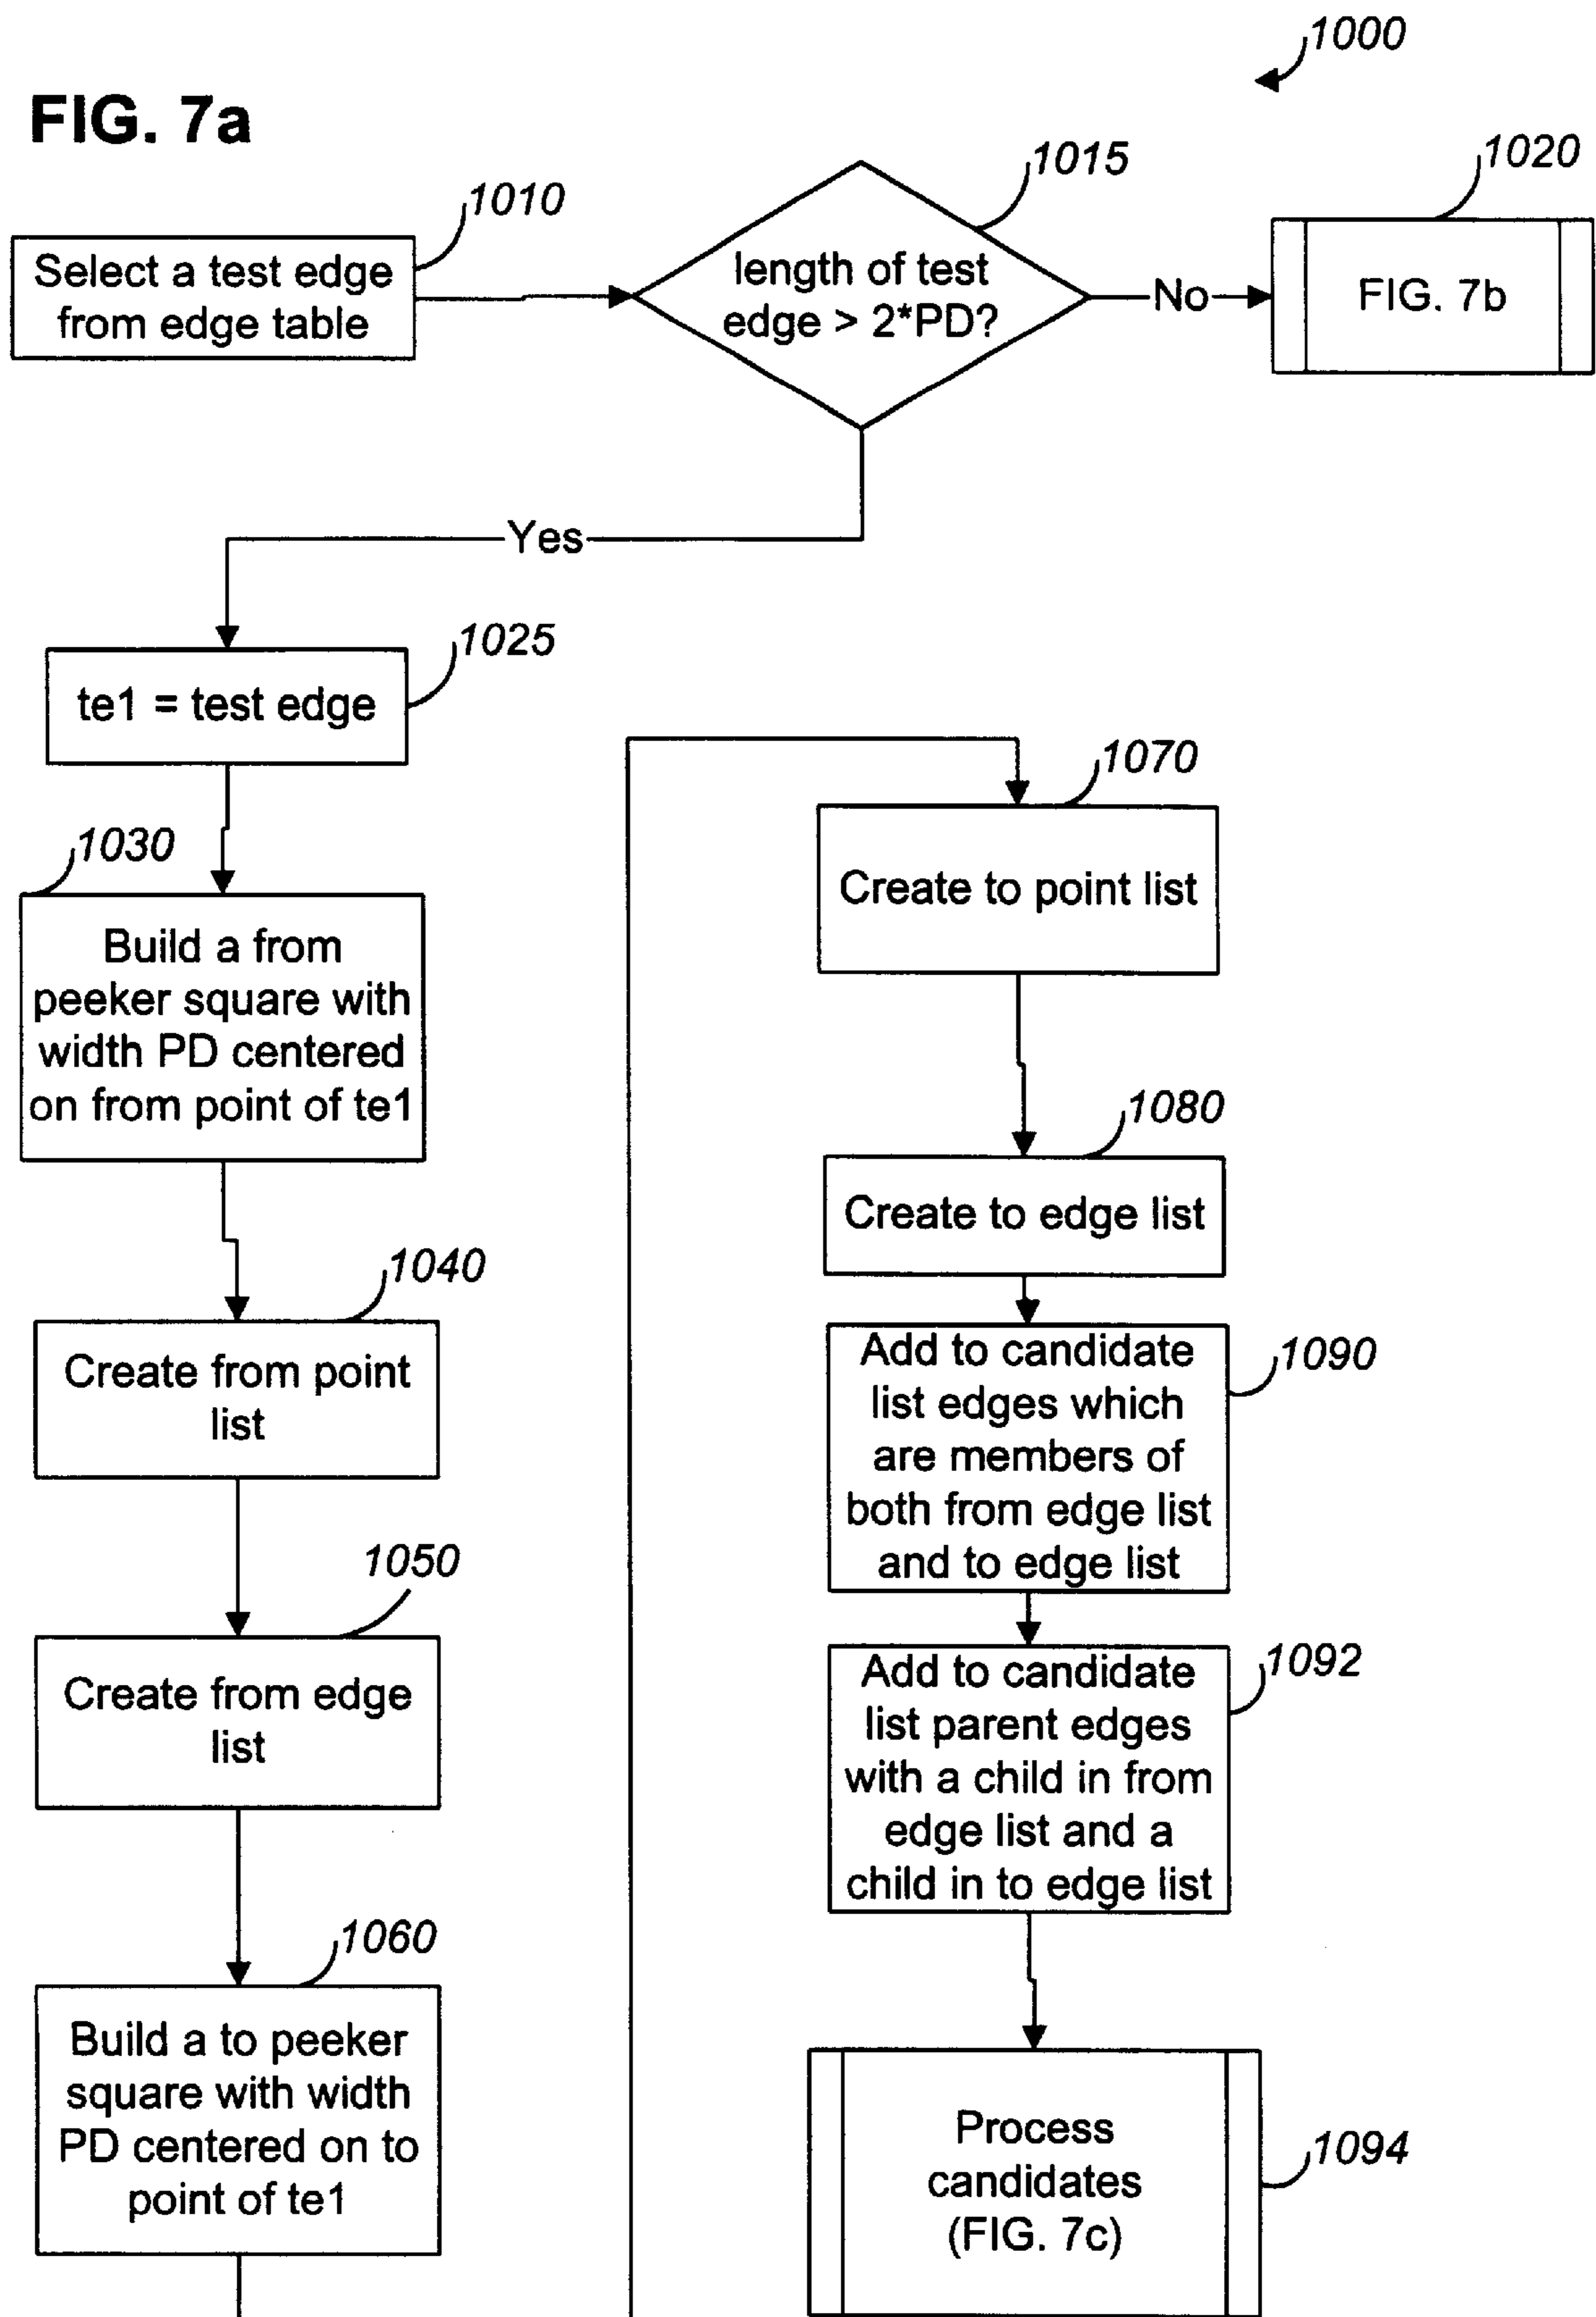 1000
FIG. 7a
1010
Select a test edge
from edge table
1015
length of test
edge > 2*PD?
No
1020
FIG. 7b
Yes
1025
te1 = test edge
1030
Build a from
peeker square with
width PD centered
on from point of te1
1040
Create from point
list
1050
Create from edge
list
1060
Build a to peeker
square with width
PD centered on to
point of te1
1070
Create to point list
1080
Create to edge list
1090
Add to candidate
list edges which
are members of
both from edge list
and to edge list
1092
Add to candidate
list parent edges
with a child in from
edge list and a
child in to edge list
1094
Process
candidates
(FIG. 7c)